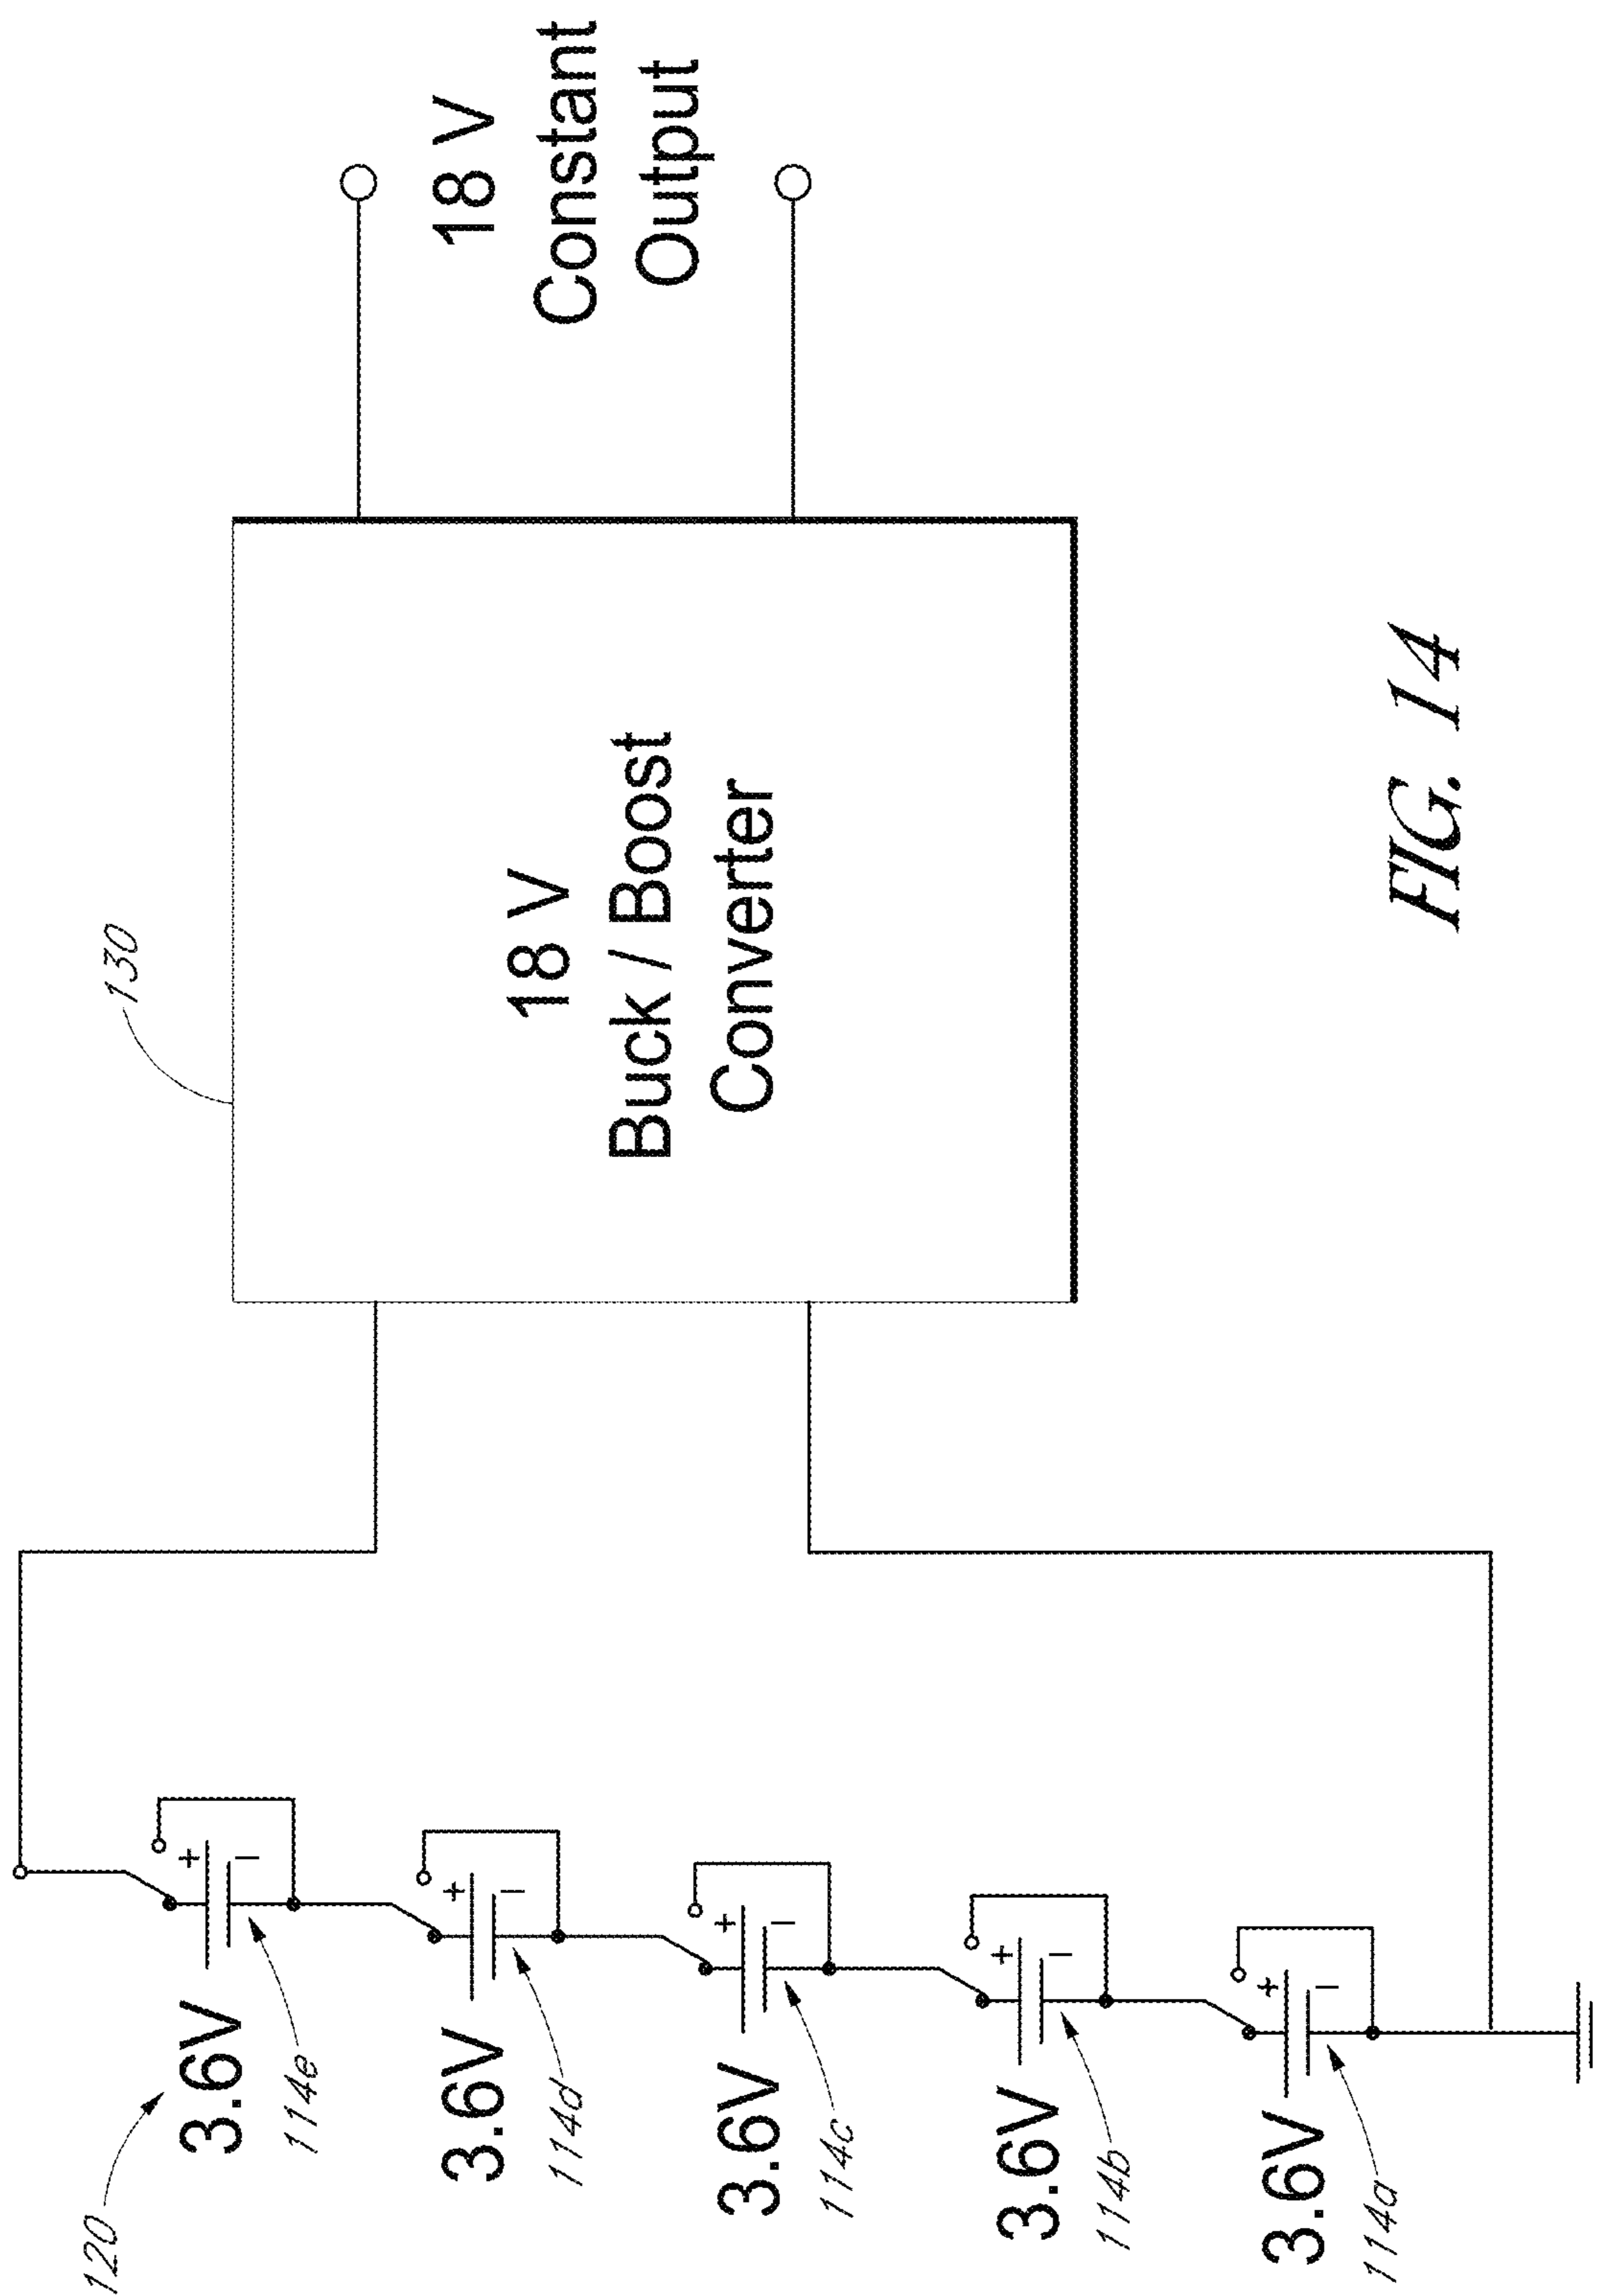 120
3.6V
114e
3.6V
114d
3.6V
114c
3.6V
114b
3.6V
114a
+
−
+
−
+
−
+
−
+
−
130
18 V
Buck / Boost
Converter
18 V
Constant
Output
FIG. 14